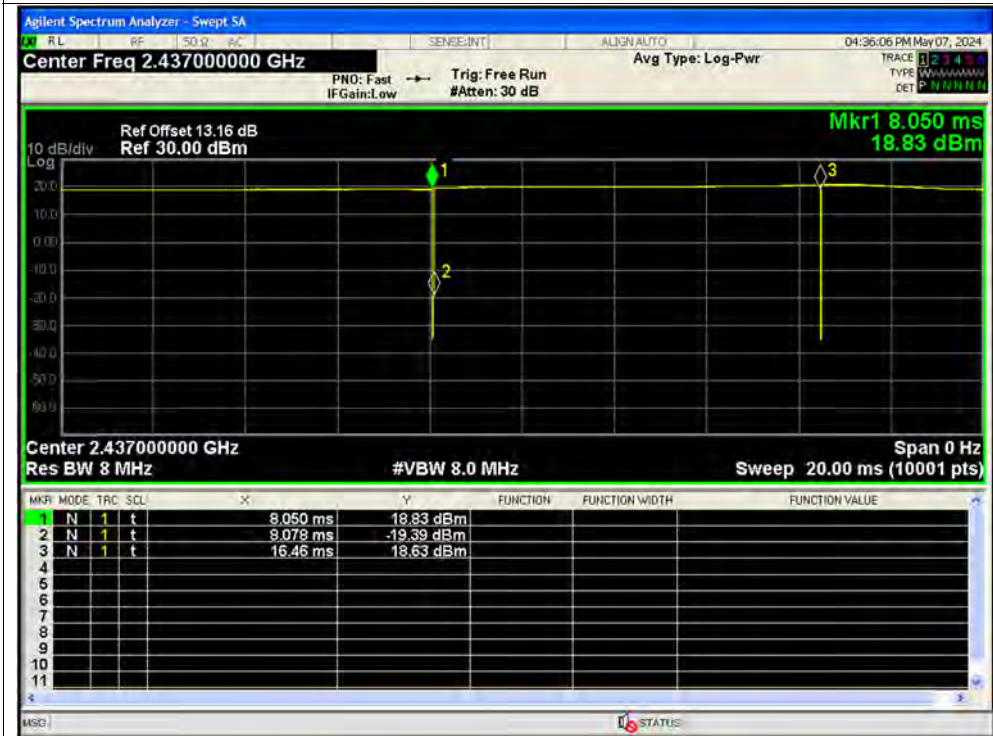 Agilent Spectrum Analyzer - Swept SA
RL RF 50 Ω AC SENSE:INT ALIGN AUTO 04:36:06 PM May 07, 2024
Center Freq 2.437000000 GHz Avg Type: Log-Pwr TRACE 1 2 3 4 5 6
PNO: Fast Trig: Free Run TYPE WWWWWW
IFGain:Low #Atten: 30 dB DET P N N N N N
Mkr1 8.050 ms
Ref Offset 13.16 dB
10 dB/div Ref 30.00 dBm 18.83 dBm
Log
1
3
20.0
10.0
0.00
-10.0
2
-20.0
-30.0
-40.0
-50.0
-60.0
Center 2.437000000 GHz Span 0 Hz
Res BW 8 MHz #VBW 8.0 MHz Sweep 20.00 ms (10001 pts)
MKR MODE TRC SCL X Y FUNCTION FUNCTION WIDTH FUNCTION VALUE
1 N 1 t 8.050 ms 18.83 dBm
2 N 1 t 8.078 ms -19.39 dBm
3 N 1 t 16.46 ms 18.63 dBm
4
5
6
7
8
9
10
11
MSG STATUS